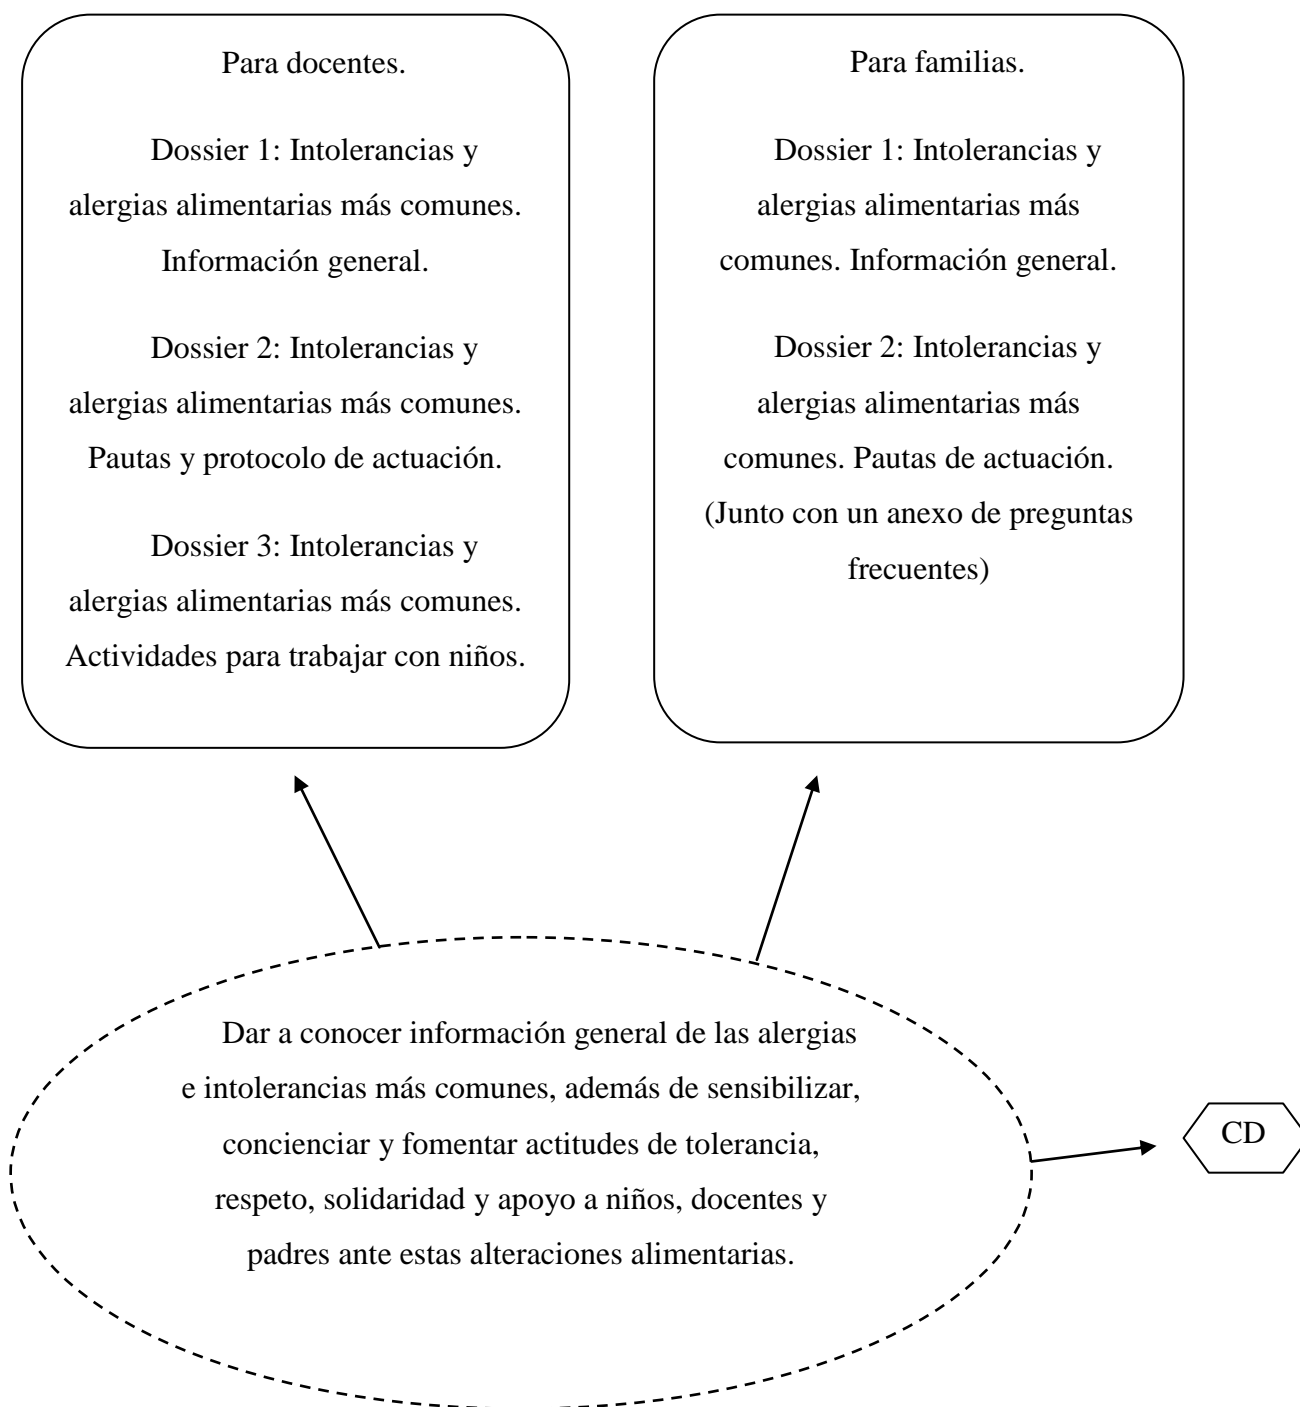 Para docentes.
Dossier 1: Intolerancias y
alergias alimentarias más comunes.
Información general.
Dossier 2: Intolerancias y
alergias alimentarias más comunes.
Pautas y protocolo de actuación.
Dossier 3: Intolerancias y
alergias alimentarias más comunes.
Actividades para trabajar con niños.
Para familias.
Dossier 1: Intolerancias y
alergias alimentarias más
comunes. Información general.
Dossier 2: Intolerancias y
alergias alimentarias más
comunes. Pautas de actuación.
(Junto con un anexo de preguntas
frecuentes)
Dar a conocer información general de las alergias
e intolerancias más comunes, además de sensibilizar,
concienciar y fomentar actitudes de tolerancia,
respeto, solidaridad y apoyo a niños, docentes y
padres ante estas alteraciones alimentarias.
CD